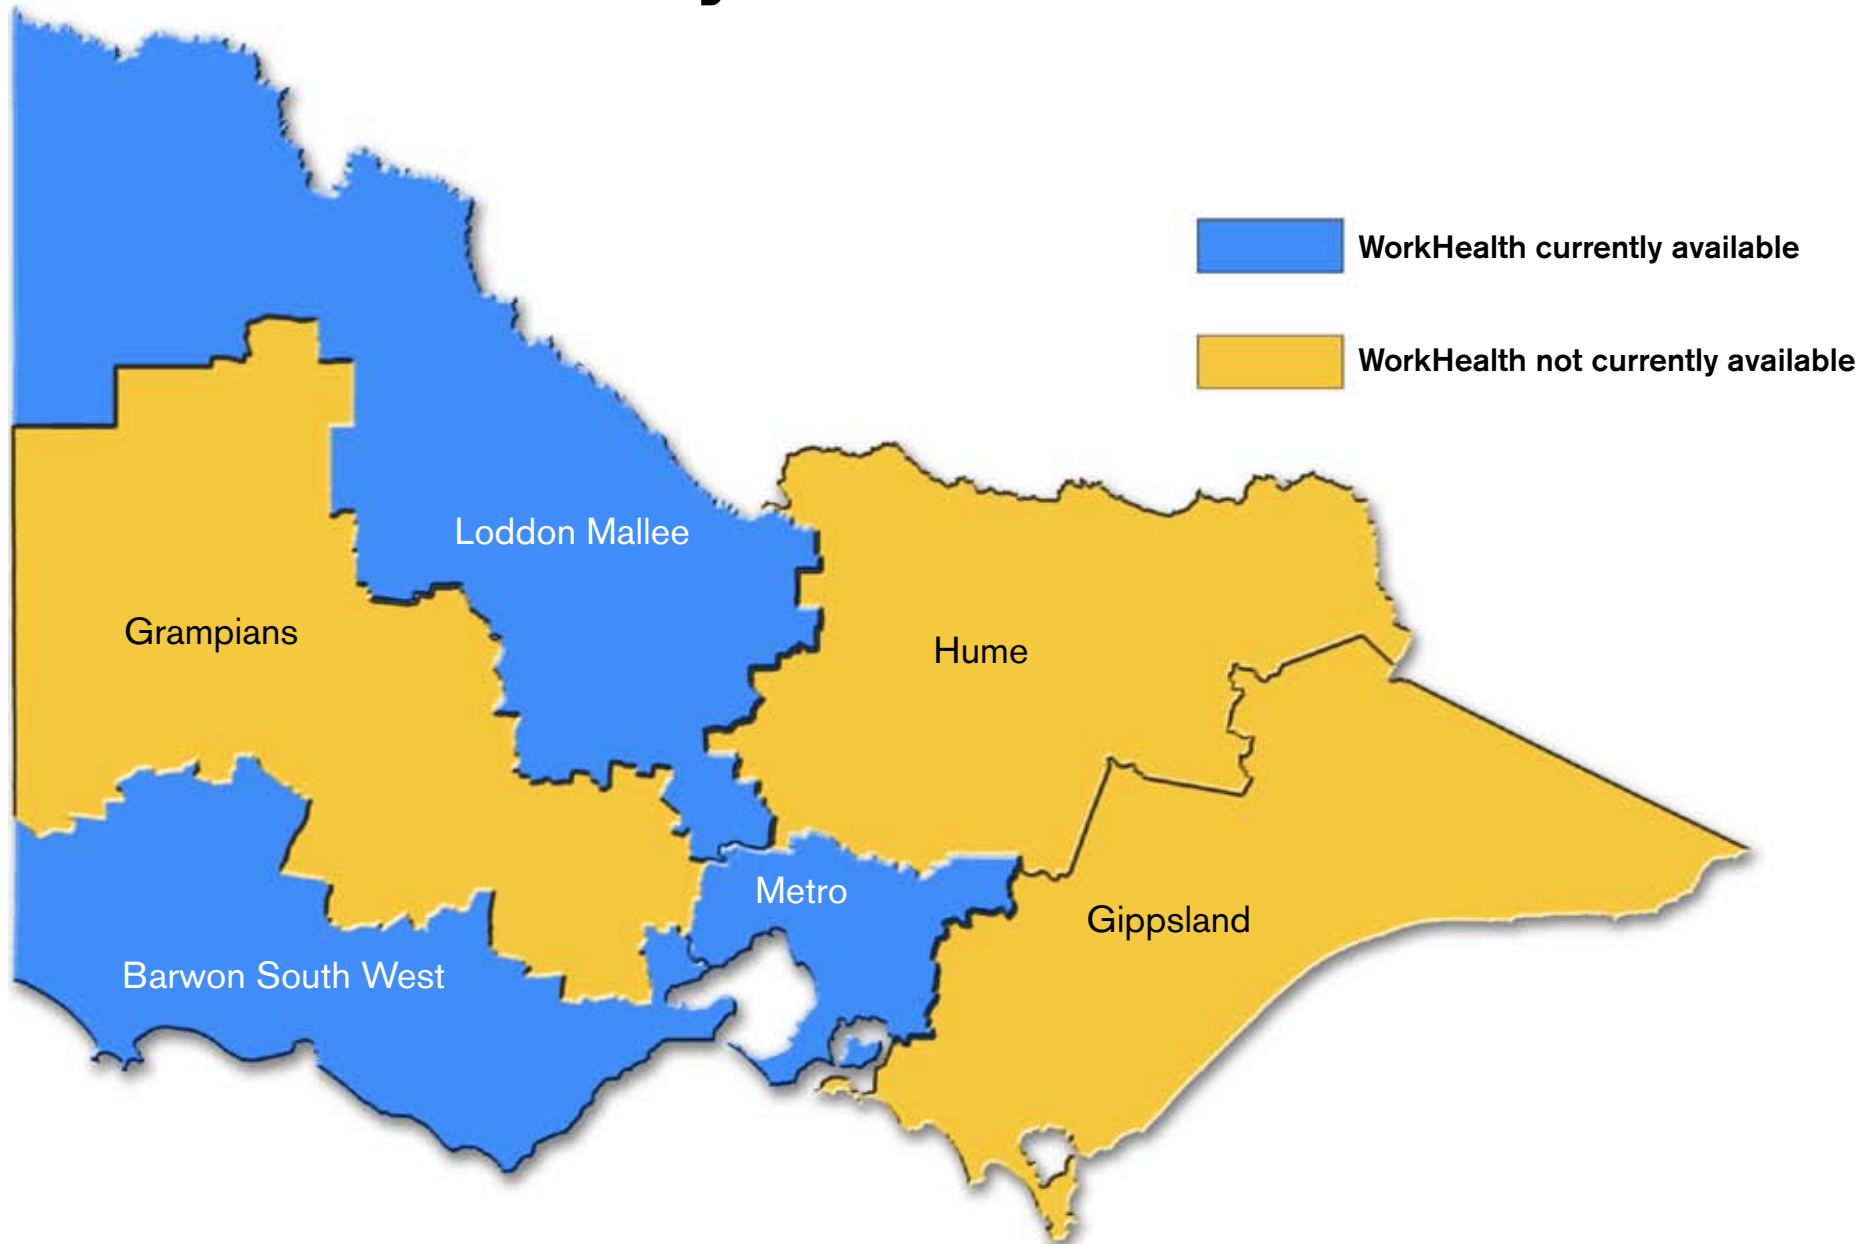 WorkHealth currently available
WorkHealth not currently available
Loddon Mallee
Grampians
Hume
Metro
Gippsland
Barwon South West